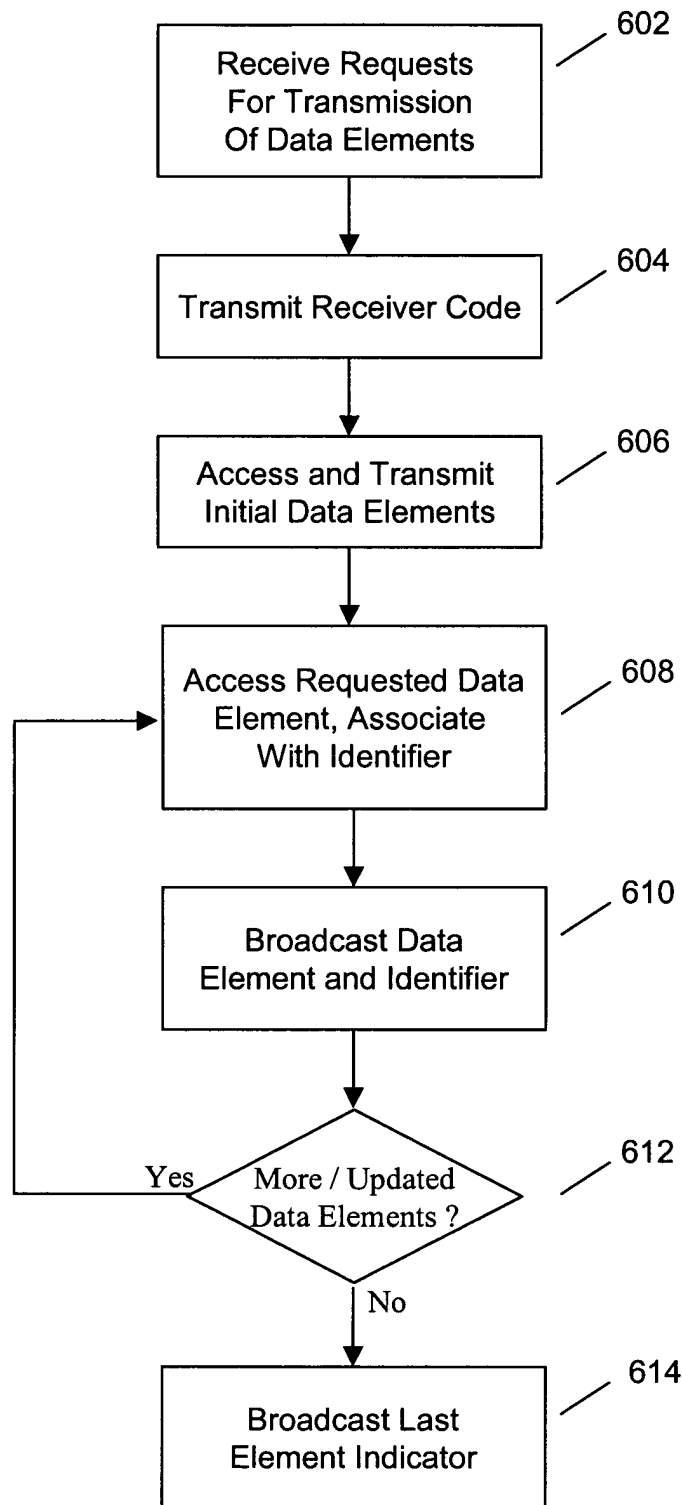 602
Receive Requests
For Transmission
Of Data Elements
604
Transmit Receiver Code
606
Access and Transmit
Initial Data Elements
608
Access Requested Data
Element, Associate
With Identifier
610
Broadcast Data
Element and Identifier
612
Yes
More / Updated
Data Elements ?
No
614
Broadcast Last
Element Indicator